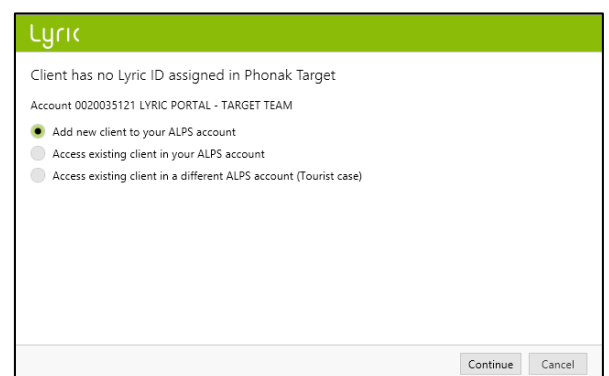 Lyric
Client has no Lyric ID assigned in Phonak Target
Account 0020035121 LYRIC PORTAL - TARGET TEAM
Add new client to your ALPS account
Access existing client in your ALPS account
Access existing client in a different ALPS account (Tourist case)
Continue Cancel